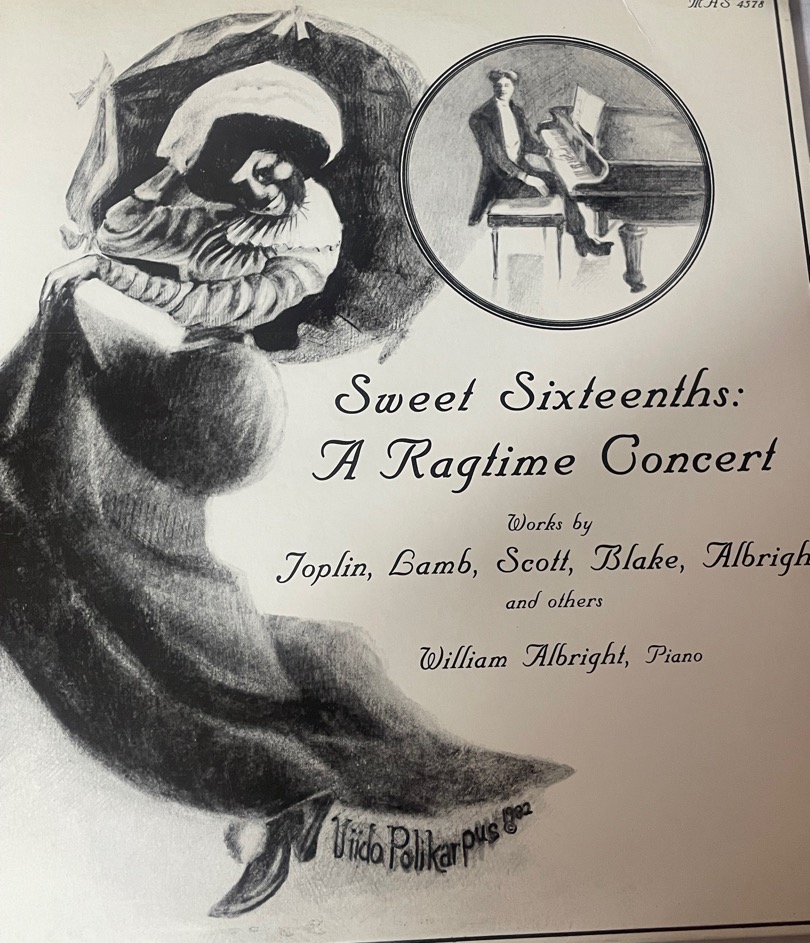 MHS 4578
Sweet Sixteenths:
A Ragtime Concert
Works by
Joplin, Lamb, Scott, Blake, Albrigh
and others
William Albright, Piano
Viido Polikarpus © 1982